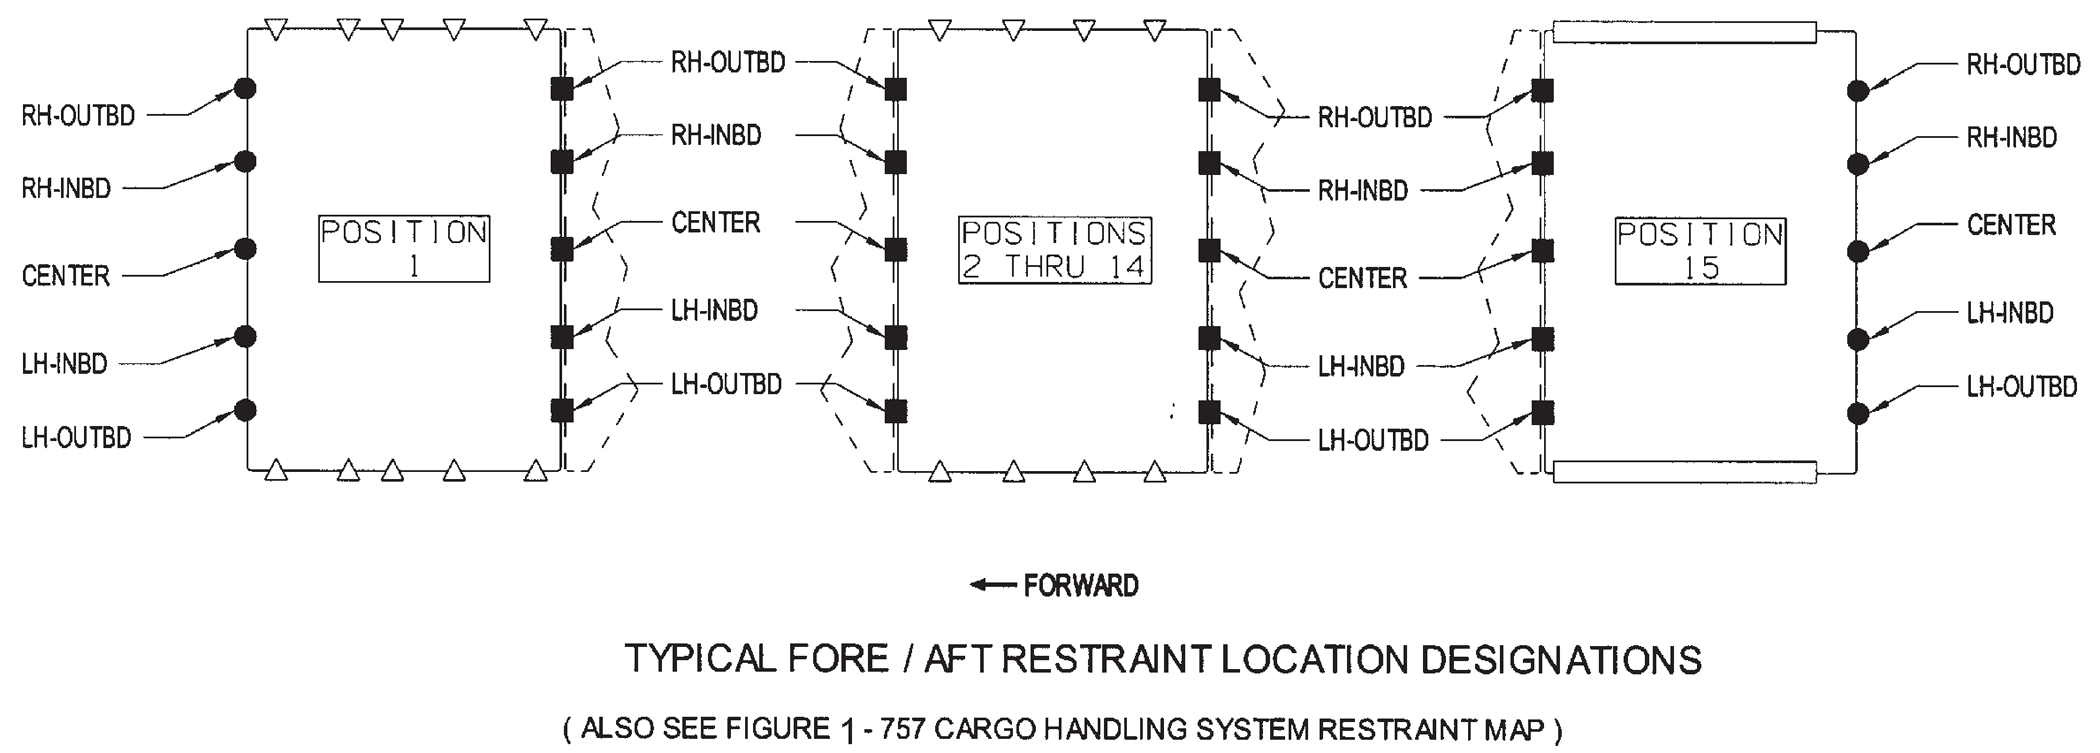 RH-OUTBD
RH-INBD
CENTER
LH-INBD
LH-OUTBD
POSITION
1
RH-OUTBD
RH-INBD
CENTER
LH-INBD
LH-OUTBD
POSITIONS
2 THRU 14
RH-OUTBD
RH-INBD
CENTER
LH-INBD
LH-OUTBD
POSITION
15
RH-OUTBD
RH-INBD
CENTER
LH-INBD
LH-OUTBD
FORWARD
TYPICAL FORE / AFT RESTRAINT LOCATION DESIGNATIONS
( ALSO SEE FIGURE 1 - 757 CARGO HANDLING SYSTEM RESTRAINT MAP )